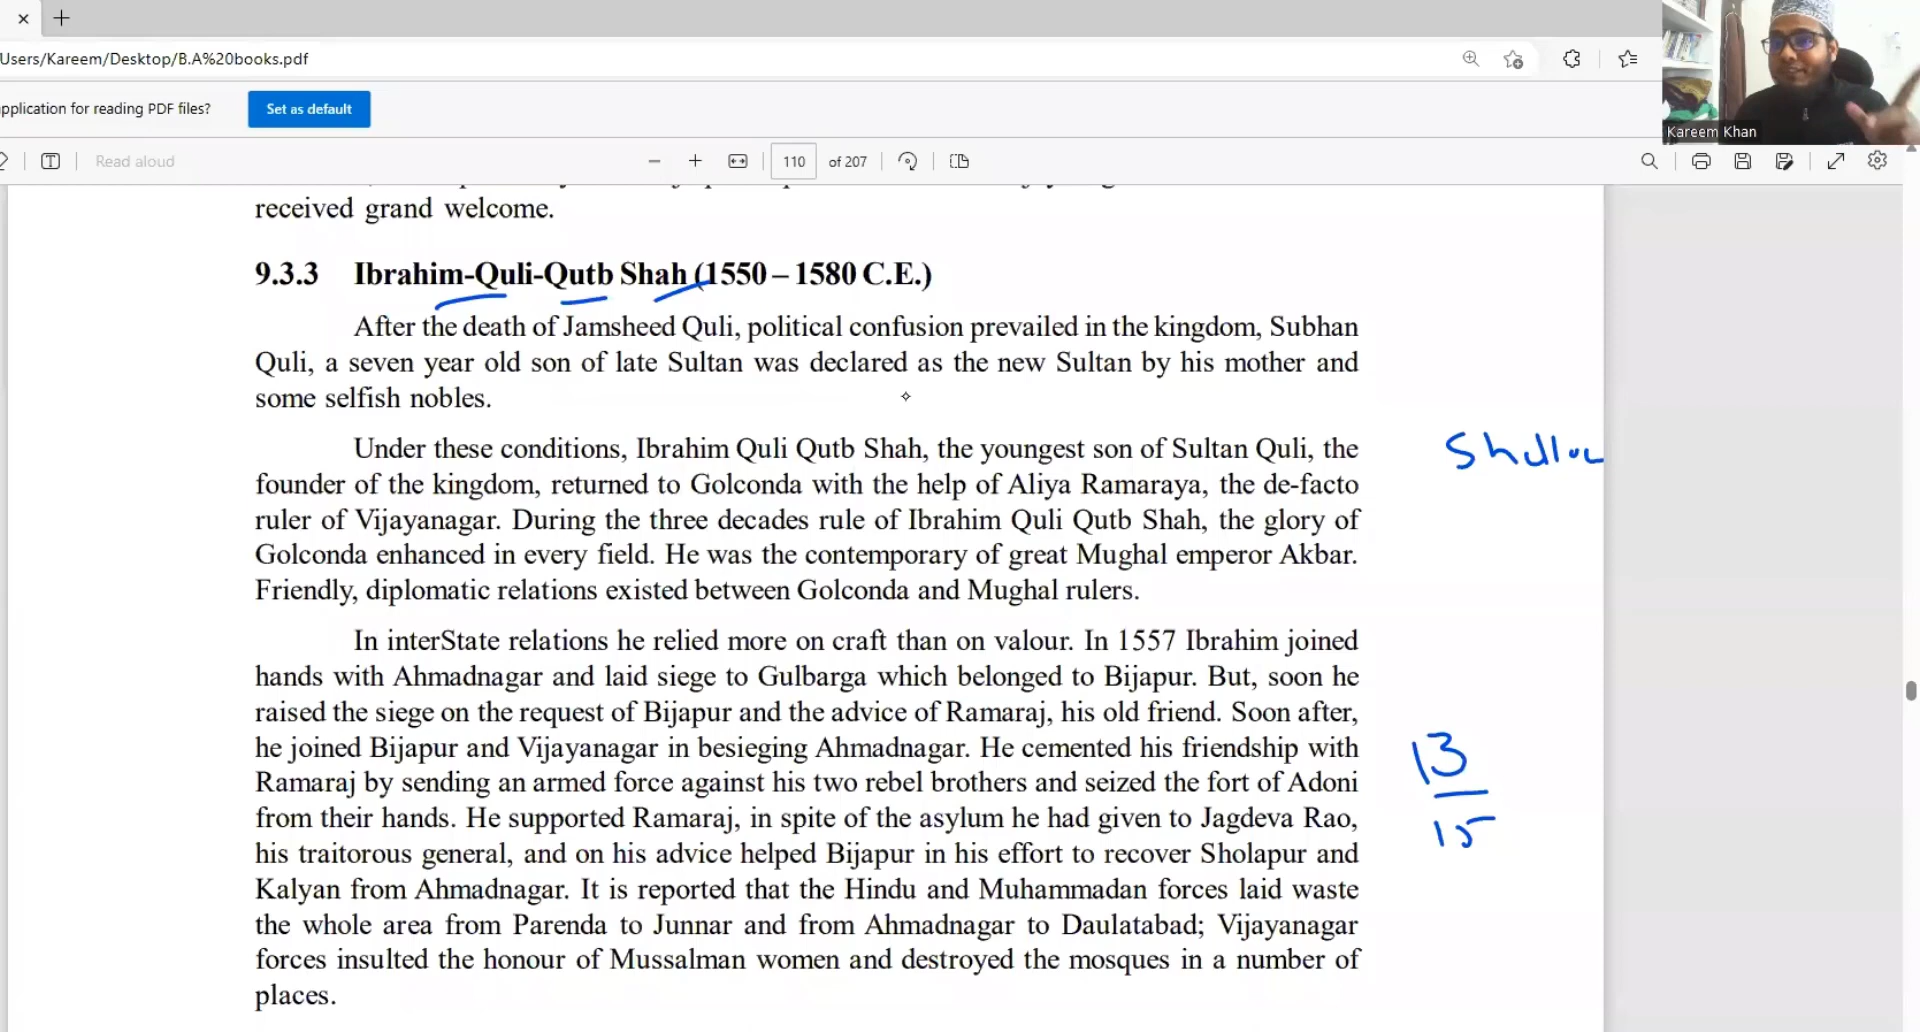 Users/Kareem/Desktop/B.A%20books.pdf
application for reading PDF files? Set as default
Kareem Khan
Read aloud 110 of 207
received grand welcome.
9.3.3 Ibrahim-Quli-Qutb Shah (1550 – 1580 C.E.)
After the death of Jamsheed Quli, political confusion prevailed in the kingdom, Subhan
Quli, a seven year old son of late Sultan was declared as the new Sultan by his mother and
some selfish nobles.
Under these conditions, Ibrahim Quli Qutb Shah, the youngest son of Sultan Quli, the
founder of the kingdom, returned to Golconda with the help of Aliya Ramaraya, the de-facto
ruler of Vijayanagar. During the three decades rule of Ibrahim Quli Qutb Shah, the glory of
Golconda enhanced in every field. He was the contemporary of great Mughal emperor Akbar.
Friendly, diplomatic relations existed between Golconda and Mughal rulers.
In interState relations he relied more on craft than on valour. In 1557 Ibrahim joined
hands with Ahmadnagar and laid siege to Gulbarga which belonged to Bijapur. But, soon he
raised the siege on the request of Bijapur and the advice of Ramaraj, his old friend. Soon after,
he joined Bijapur and Vijayanagar in besieging Ahmadnagar. He cemented his friendship with
Ramaraj by sending an armed force against his two rebel brothers and seized the fort of Adoni
from their hands. He supported Ramaraj, in spite of the asylum he had given to Jagdeva Rao,
his traitorous general, and on his advice helped Bijapur in his effort to recover Sholapur and
Kalyan from Ahmadnagar. It is reported that the Hindu and Muhammadan forces laid waste
the whole area from Parenda to Junnar and from Ahmadnagar to Daulatabad; Vijayanagar
forces insulted the honour of Mussalman women and destroyed the mosques in a number of
places.
13
15